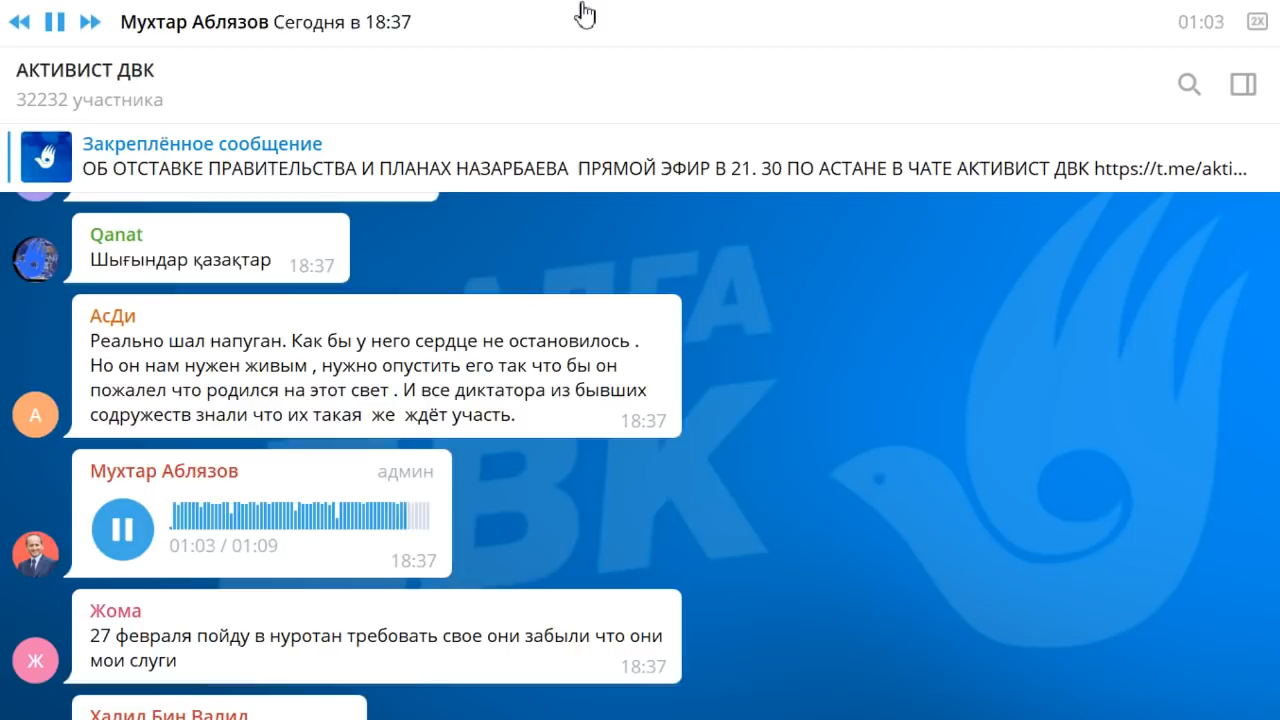 Мухтар Аблязов Сегодня в 18:37
01:03
2X
АКТИВИСТ ДВК
32232 участника
Закреплённое сообщение
ОБ ОТСТАВКЕ ПРАВИТЕЛЬСТВА И ПЛАНАХ НАЗАРБАЕВА ПРЯМОЙ ЭФИР В 21. 30 ПО АСТАНЕ В ЧАТЕ АКТИВИСТ ДВК https://t.me/akti...
Qanat
Шығындар қазақтар 18:37
АсДи
Реально шал напуган. Как бы у него сердце не остановилось .
Но он нам нужен живым , нужно опустить его так что бы он
пожалел что родился на этот свет . И все диктатора из бывших
содружеств знали что их такая же ждёт участь. 18:37
А
Мухтар Аблязов админ
01:03 / 01:09
18:37
Жома
27 февраля пойду в нуротан требовать свое они забыли что они
мои слуги 18:37
Ж
Халид Бин Валид
АЛГА
ДВК